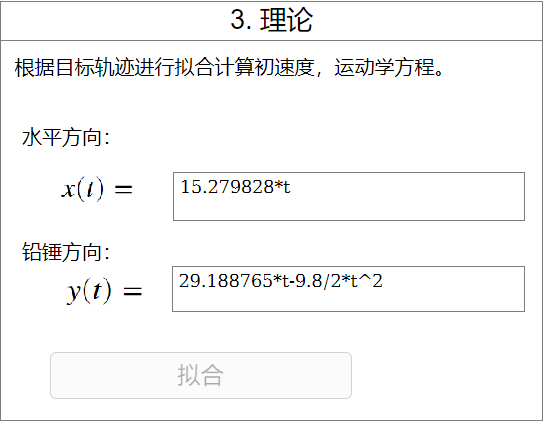 3. 理论
根据目标轨迹进行拟合计算初速度，运动学方程。
水平方向：
x(t) = 15.279828*t
铅锤方向：
y(t) = 29.188765*t-9.8/2*t^2
拟合